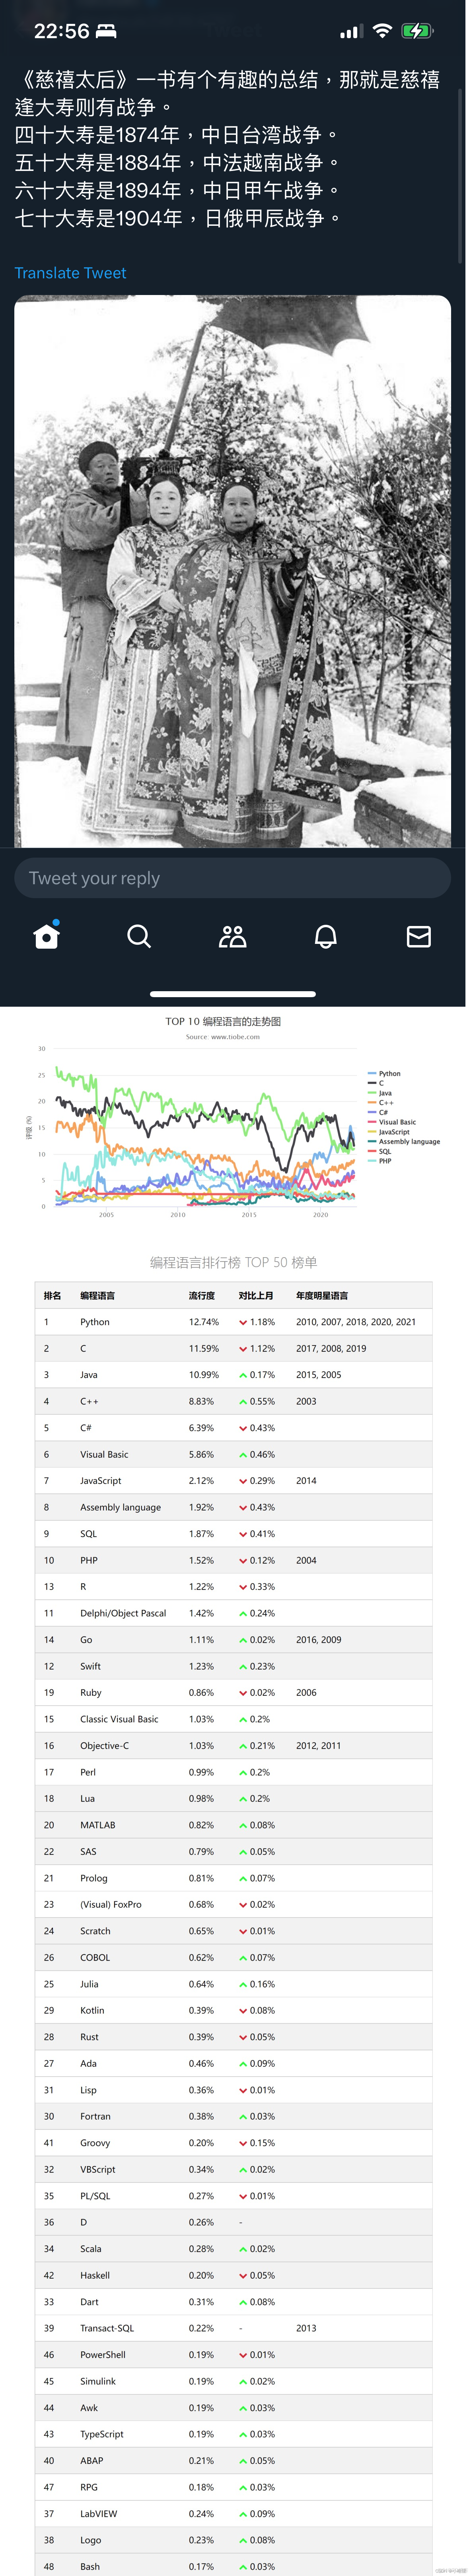 22:56
《慈禧太后》一书有个有趣的总结，那就是慈禧
逢大寿则有战争。
四十大寿是1874年，中日台湾战争。
五十大寿是1884年，中法越南战争。
六十大寿是1894年，中日甲午战争。
七十大寿是1904年，日俄甲辰战争。
Translate Tweet
Tweet your reply
TOP 10 编程语言的走势图
Source: www.tiobe.com
30
25
20
15
10
5
0
评级 (%)
2005 2010 2015 2020
Python
C
Java
C++
C#
Visual Basic
JavaScript
Assembly language
SQL
PHP
编程语言排行榜 TOP 50 榜单
排名 编程语言 流行度 对比上月 年度明星语言
1 Python 12.74% 1.18% 2010, 2007, 2018, 2020, 2021
2 C 11.59% 1.12% 2017, 2008, 2019
3 Java 10.99% 0.17% 2015, 2005
4 C++ 8.83% 0.55% 2003
5 C# 6.39% 0.43%
6 Visual Basic 5.86% 0.46%
7 JavaScript 2.12% 0.29% 2014
8 Assembly language 1.92% 0.43%
9 SQL 1.87% 0.41%
10 PHP 1.52% 0.12% 2004
13 R 1.22% 0.33%
11 Delphi/Object Pascal 1.42% 0.24%
14 Go 1.11% 0.02% 2016, 2009
12 Swift 1.23% 0.23%
19 Ruby 0.86% 0.02% 2006
15 Classic Visual Basic 1.03% 0.2%
16 Objective-C 1.03% 0.21% 2012, 2011
17 Perl 0.99% 0.2%
18 Lua 0.98% 0.2%
20 MATLAB 0.82% 0.08%
22 SAS 0.79% 0.05%
21 Prolog 0.81% 0.07%
23 (Visual) FoxPro 0.68% 0.02%
24 Scratch 0.65% 0.01%
26 COBOL 0.62% 0.07%
25 Julia 0.64% 0.16%
29 Kotlin 0.39% 0.08%
28 Rust 0.39% 0.05%
27 Ada 0.46% 0.09%
31 Lisp 0.36% 0.01%
30 Fortran 0.38% 0.03%
41 Groovy 0.20% 0.15%
32 VBScript 0.34% 0.02%
35 PL/SQL 0.27% 0.01%
36 D 0.26% -
34 Scala 0.28% 0.02%
42 Haskell 0.20% 0.05%
33 Dart 0.31% 0.08%
39 Transact-SQL 0.22% - 2013
46 PowerShell 0.19% 0.01%
45 Simulink 0.19% 0.02%
44 Awk 0.19% 0.03%
43 TypeScript 0.19% 0.03%
40 ABAP 0.21% 0.05%
47 RPG 0.18% 0.03%
37 LabVIEW 0.24% 0.09%
38 Logo 0.23% 0.08%
48 Bash 0.17% 0.03%